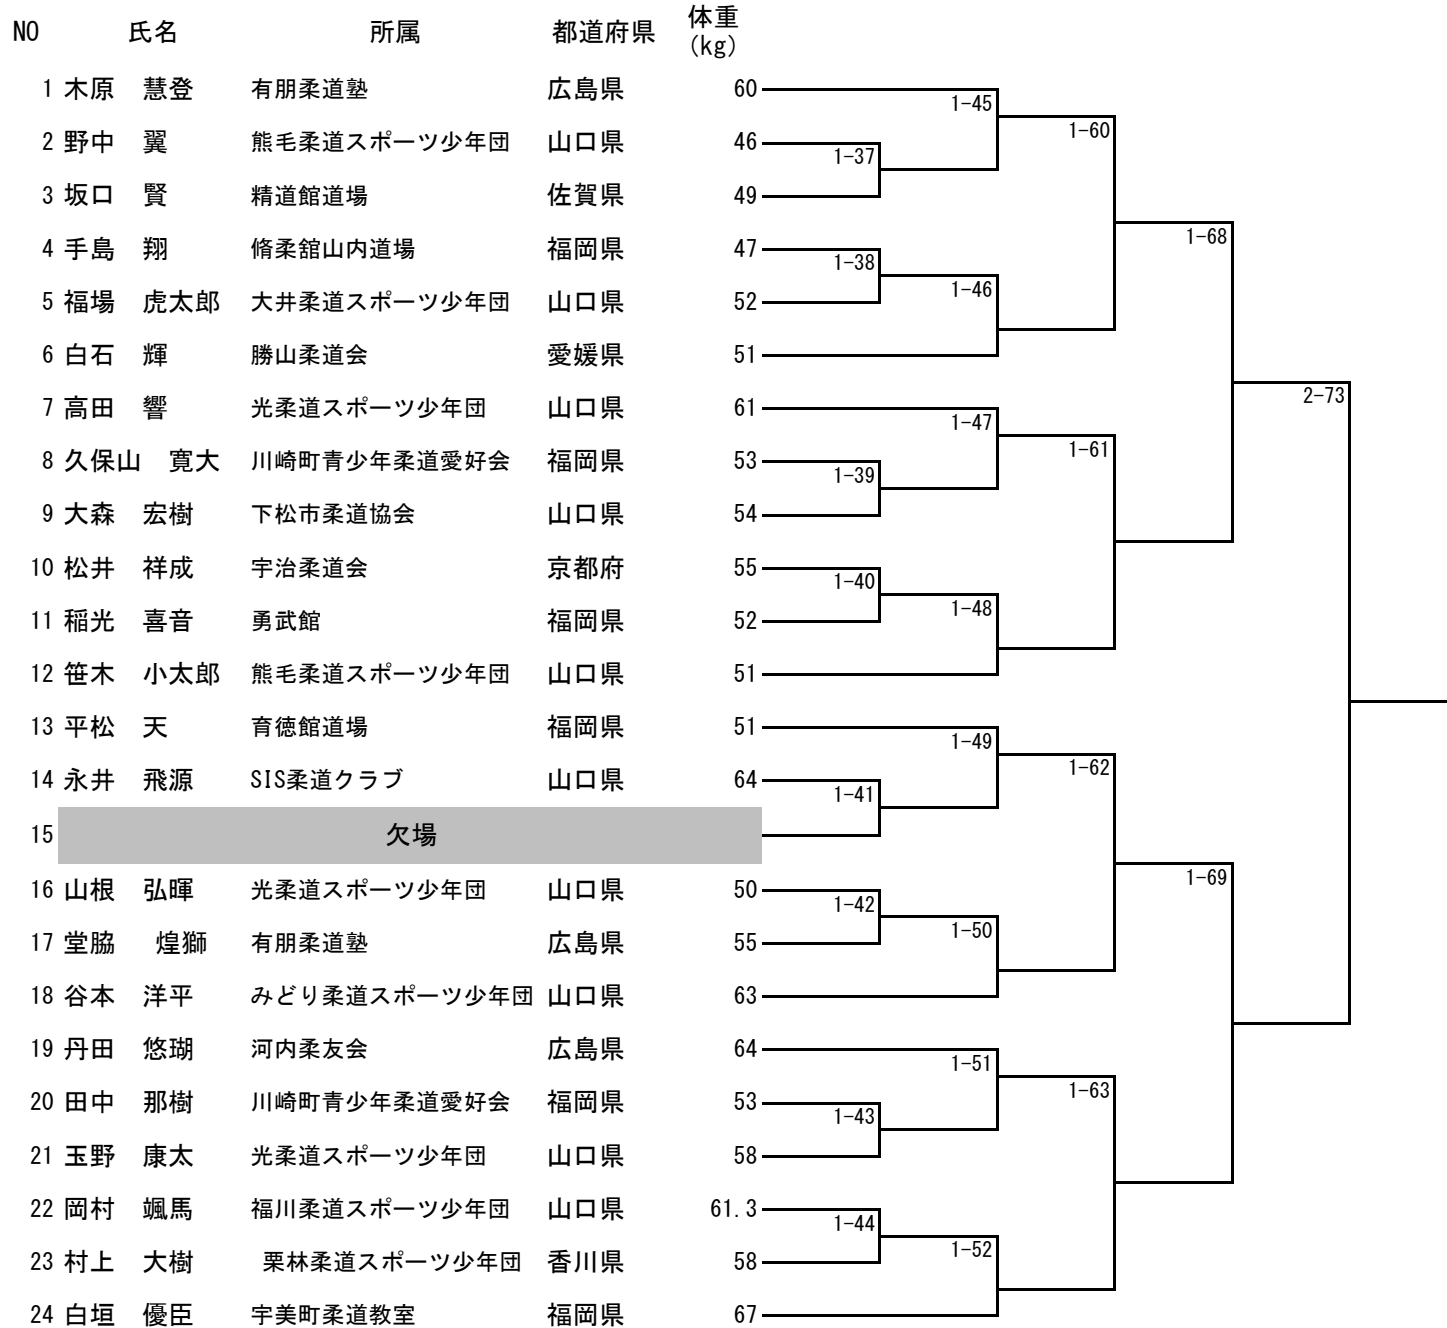 NO 氏名 所属 都道府県 体重(kg)
1 木原 慧登 有朋柔道塾 広島県 60
1-45
1-60
2 野中 翼 熊毛柔道スポーツ少年団 山口県 46
1-37
3 坂口 賢 精道館道場 佐賀県 49
1-68
4 手島 翔 脩柔舘山内道場 福岡県 47
1-38
1-46
5 福場 虎太郎 大井柔道スポーツ少年団 山口県 52
6 白石 輝 勝山柔道会 愛媛県 51
2-73
7 高田 響 光柔道スポーツ少年団 山口県 61
1-47
1-61
8 久保山 寛大 川崎町青少年柔道愛好会 福岡県 53
1-39
9 大森 宏樹 下松市柔道協会 山口県 54
10 松井 祥成 宇治柔道会 京都府 55
1-40
1-48
11 稲光 喜音 勇武館 福岡県 52
12 笹木 小太郎 熊毛柔道スポーツ少年団 山口県 51
13 平松 天 育徳館道場 福岡県 51
1-49
1-62
14 永井 飛源 SIS柔道クラブ 山口県 64
1-41
15 欠場
1-69
16 山根 弘暉 光柔道スポーツ少年団 山口県 50
1-42
1-50
17 堂脇 煌獅 有朋柔道塾 広島県 55
18 谷本 洋平 みどり柔道スポーツ少年団 山口県 63
19 丹田 悠瑚 河内柔友会 広島県 64
1-51
1-63
20 田中 那樹 川崎町青少年柔道愛好会 福岡県 53
1-43
21 玉野 康太 光柔道スポーツ少年団 山口県 58
22 岡村 颯馬 福川柔道スポーツ少年団 山口県 61.3
1-44
1-52
23 村上 大樹 栗林柔道スポーツ少年団 香川県 58
24 白垣 優臣 宇美町柔道教室 福岡県 67